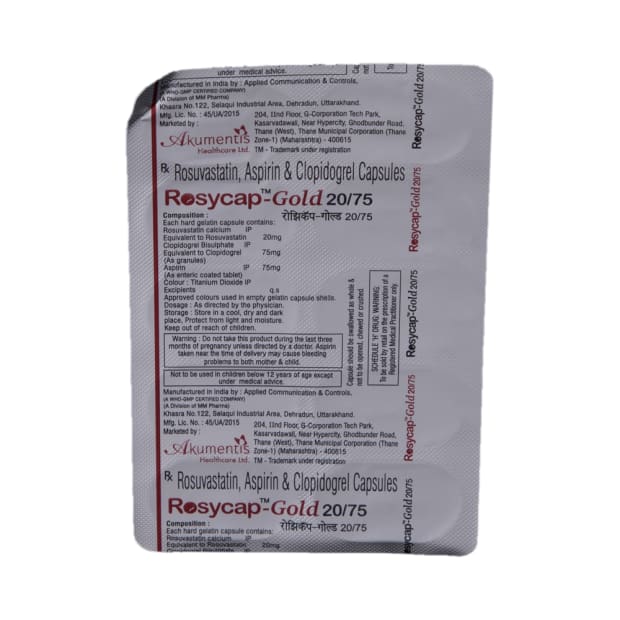 under medical advice.
Manufactured in India by : Applied Communication & Controls,
(A WHO-GMP CERTIFIED COMPANY)
(A Division of MM Pharma)
Khasra No.122, Selaqui Industrial Area, Dehradun, Uttarakhand.
Mfg. Lic. No. : 45/UA/2015
Marketed by :
204, IInd Floor, G-Corporation Tech Park,
Kasarvadawali, Near Hypercity, Ghodbunder Road,
Thane (West), Thane Municipal Corporation (Thane
Zone-1) (Maharashtra) - 400615
Akumentis
Healthcare Ltd.
TM - Trademark under registration
Rosycap™-Gold 20/75
℞ Rosuvastatin, Aspirin & Clopidogrel Capsules
Rosycap™-Gold 20/75
रोझिकॅप-गोल्ड 20/75
Composition :
Each hard gelatin capsule contains:
Rosuvastatin calcium IP
Equivalent to Rosuvastatin 20mg
Clopidogrel Bisulphate IP
Equivalent to Clopidogrel 75mg
(As granules)
Aspirin IP 75mg
(As enteric coated tablet)
Colour : Titanium Dioxide IP
Excipients q.s
Approved colours used in empty gelatin capsule shells.
Dosage : As directed by the physician.
Storage : Store in a cool, dry and dark
place, Protect from light and moisture.
Keep out of reach of children.
Warning : Do not take this product during the last three
months of pregnancy unless directed by a doctor. Aspirin
taken near the time of delivery may cause bleeding
problems to both mother & child.
Not to be used in children below 12 years of age except
under medical advice.
Capsule should be swallowed as whole &
not to be opened, chewed or crushed.
SCHEDULE 'H' DRUG: WARNING:
To be sold by retail on the prescription of a
Registered Medical Practitioner only.
Rosycap™-Gold 20/75
Rosycap™-Gold 20/75
Rosycap™-Gold 20/75
Manufactured in India by : Applied Communication & Controls,
(A WHO-GMP CERTIFIED COMPANY)
(A Division of MM Pharma)
Khasra No.122, Selaqui Industrial Area, Dehradun, Uttarakhand.
Mfg. Lic. No. : 45/UA/2015
Marketed by :
204, IInd Floor, G-Corporation Tech Park,
Kasarvadawali, Near Hypercity, Ghodbunder Road,
Thane (West), Thane Municipal Corporation (Thane
Zone-1) (Maharashtra) - 400615
Akumentis
Healthcare Ltd.
TM - Trademark under registration
℞ Rosuvastatin, Aspirin & Clopidogrel Capsules
Rosycap™-Gold 20/75
रोझिकॅप-गोल्ड 20/75
Composition :
Each hard gelatin capsule contains:
Rosuvastatin calcium IP
Equivalent to Rosuvastatin 20mg
Rosycap™-Gold 20/75